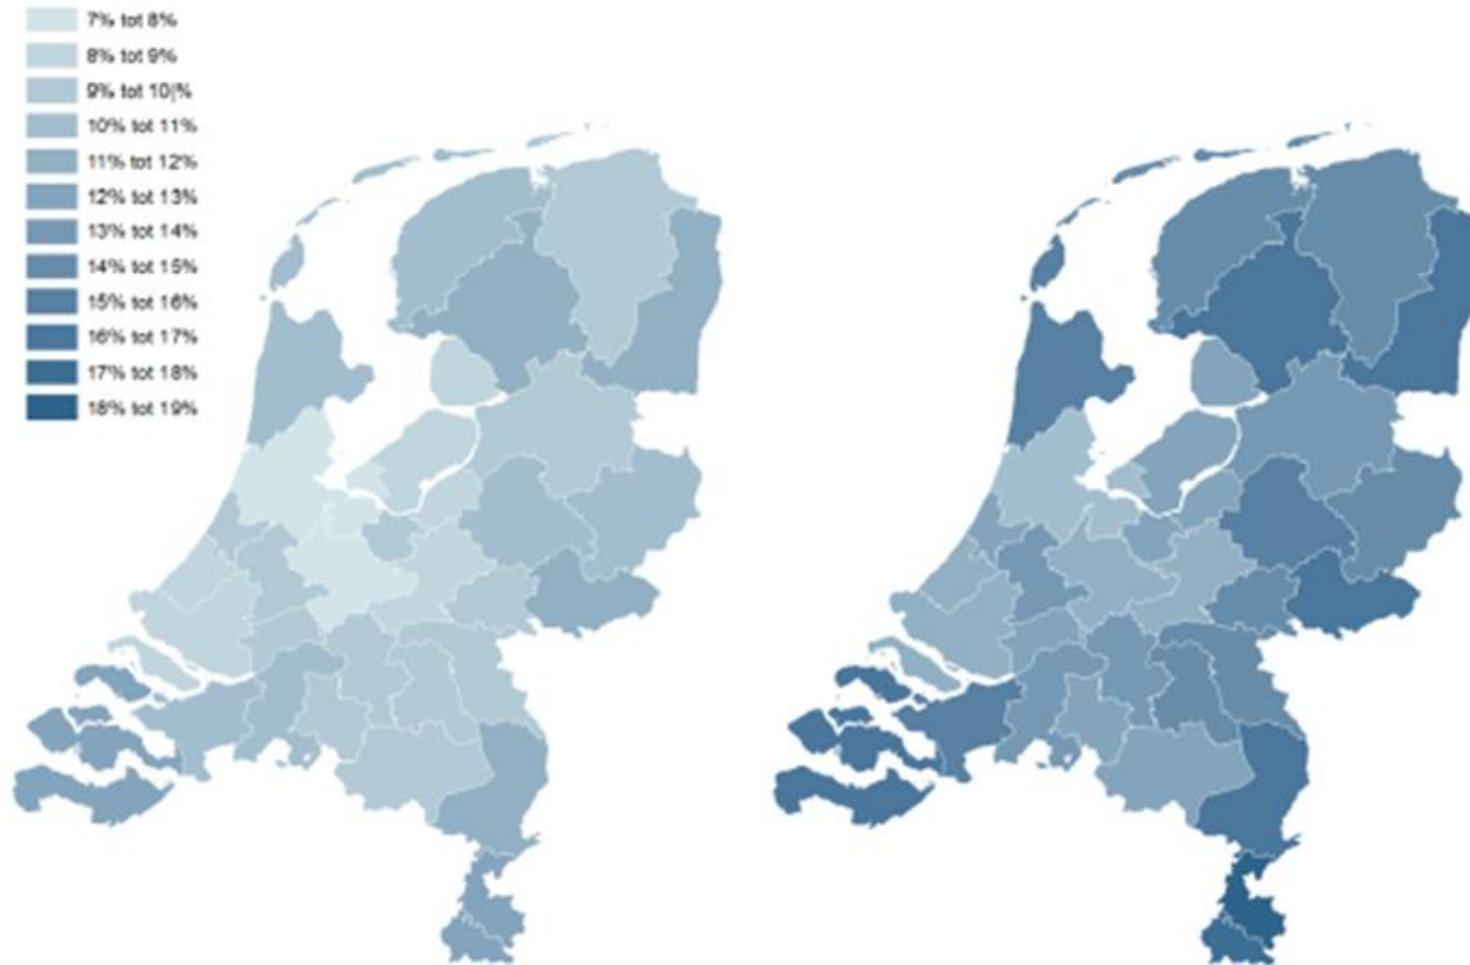 7% tot 8%
8% tot 9%
9% tot 10|%
10% tot 11%
11% tot 12%
12% tot 13%
13% tot 14%
14% tot 15%
15% tot 16%
16% tot 17%
17% tot 18%
18% tot 19%